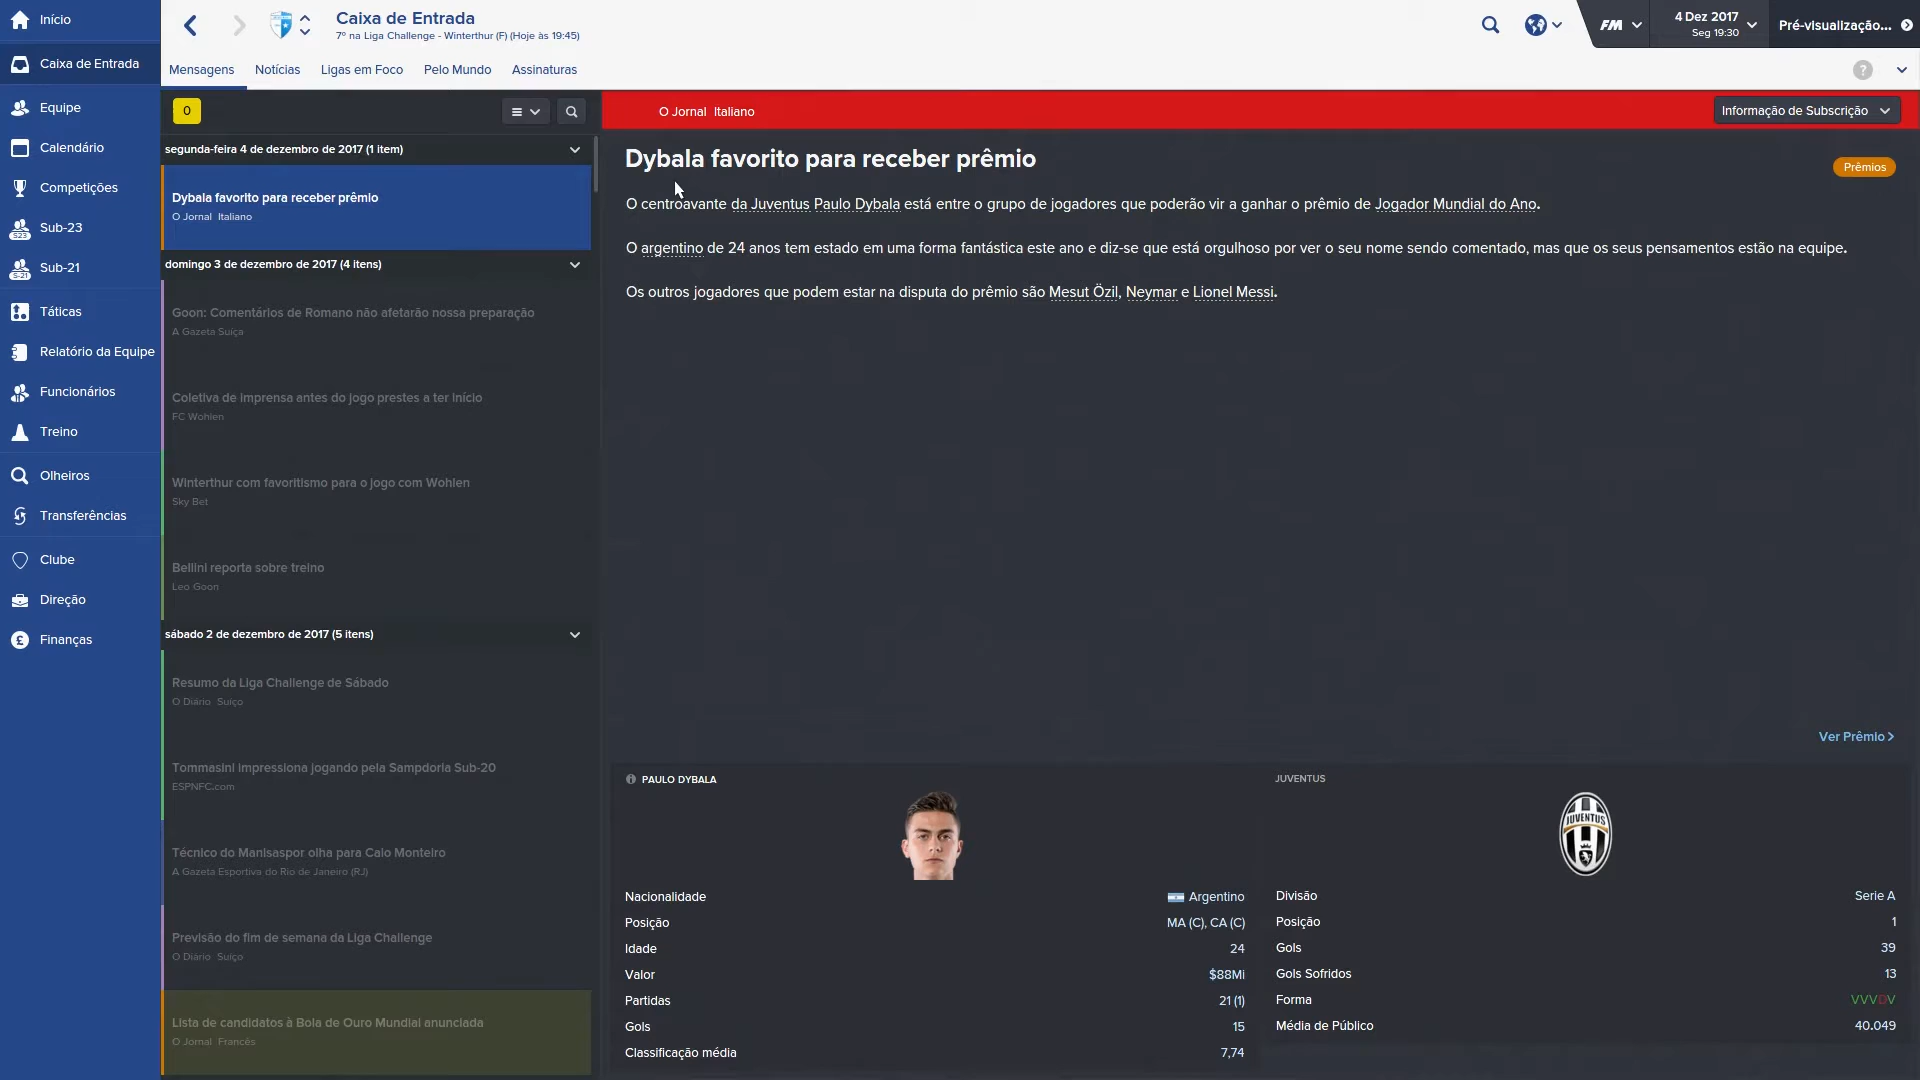 Início
Caixa de Entrada
Equipe
Calendário
Competições
Sub-23
Sub-21
Táticas
Relatório da Equipe
Funcionários
Treino
Olheiros
Transferências
Clube
Direção
Finanças
Caixa de Entrada
7º na Liga Challenge - Winterthur (F) (Hoje às 19:45)
FM
4 Dez 2017
Seg 19:30
Pré-visualização...
Mensagens Notícias Ligas em Foco Pelo Mundo Assinaturas
?
0
segunda-feira 4 de dezembro de 2017 (1 item)
Dybala favorito para receber prêmio
O Jornal Italiano
domingo 3 de dezembro de 2017 (4 itens)
Goon: Comentários de Romano não afetarão nossa preparação
A Gazeta Suíça
Coletiva de imprensa antes do jogo prestes a ter início
FC Wohlen
Winterthur com favoritismo para o jogo com Wohlen
Sky Bet
Bellini reporta sobre treino
Leo Goon
sábado 2 de dezembro de 2017 (5 itens)
Resumo da Liga Challenge de Sábado
O Diário Suíço
Tommasini impressiona jogando pela Sampdoria Sub-20
ESPNFC.com
Técnico do Manisaspor olha para Caio Monteiro
A Gazeta Esportiva do Rio de Janeiro (RJ)
Previsão do fim de semana da Liga Challenge
O Diário Suíço
Lista de candidatos à Bola de Ouro Mundial anunciada
O Jornal Francês
O Jornal Italiano
Informação de Subscrição
Dybala favorito para receber prêmio
Prêmios
O centroavante da Juventus Paulo Dybala está entre o grupo de jogadores que poderão vir a ganhar o prêmio de Jogador Mundial do Ano.
O argentino de 24 anos tem estado em uma forma fantástica este ano e diz-se que está orgulhoso por ver o seu nome sendo comentado, mas que os seus pensamentos estão na equipe.
Os outros jogadores que podem estar na disputa do prêmio são Mesut Özil, Neymar e Lionel Messi.
Ver Prêmio
PAULO DYBALA
Nacionalidade Argentino
Posição MA (C), CA (C)
Idade 24
Valor $88Mi
Partidas 21 (1)
Gols 15
Classificação média 7,74
JUVENTUS
JUVENTUS
Divisão Serie A
Posição 1
Gols 39
Gols Sofridos 13
Forma VVVDV
Média de Público 40.049